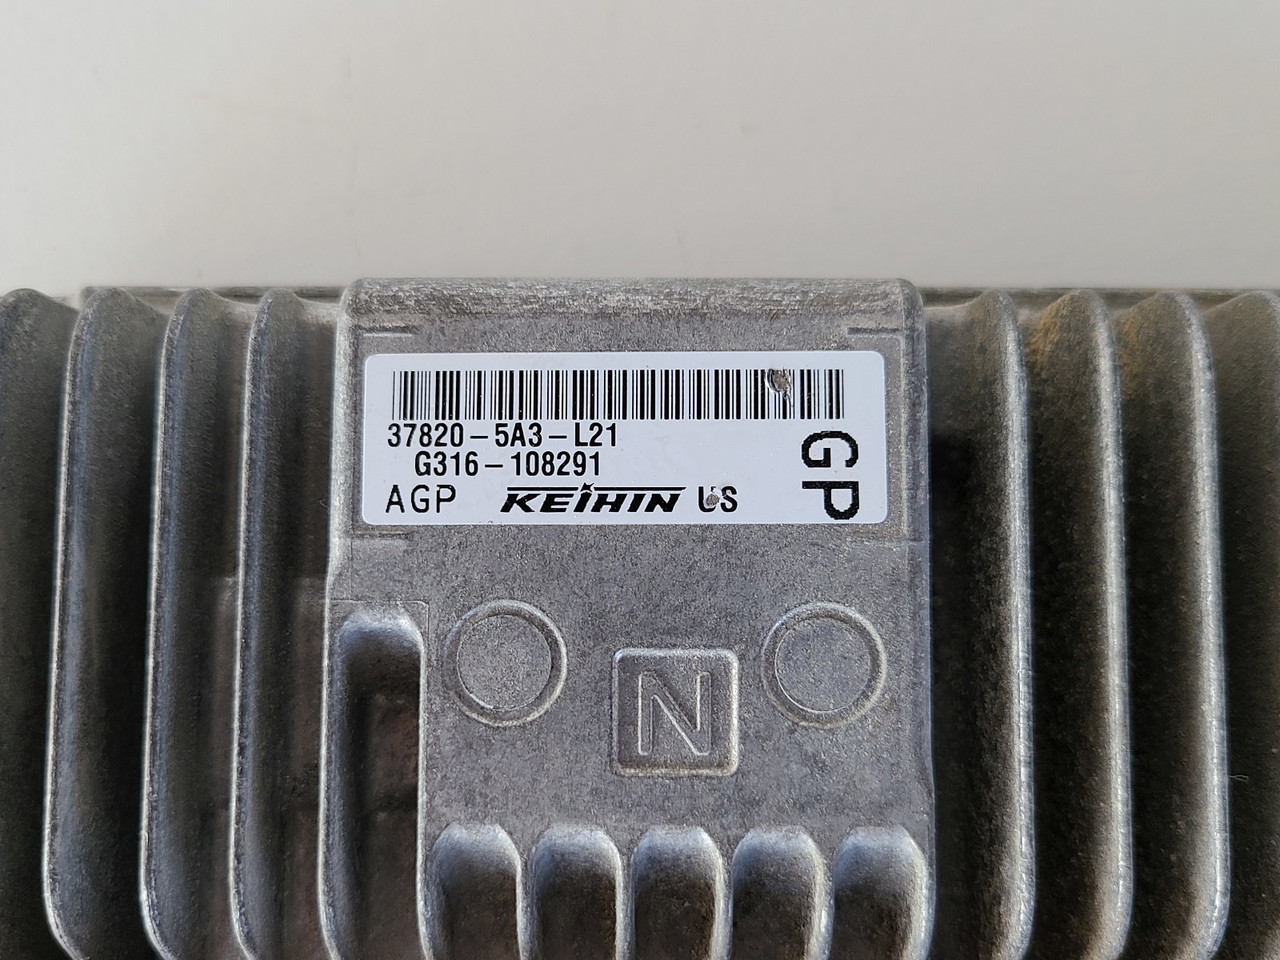 37820-5A3-L21
G316-108291
AGP KEIHIN US
GP
N